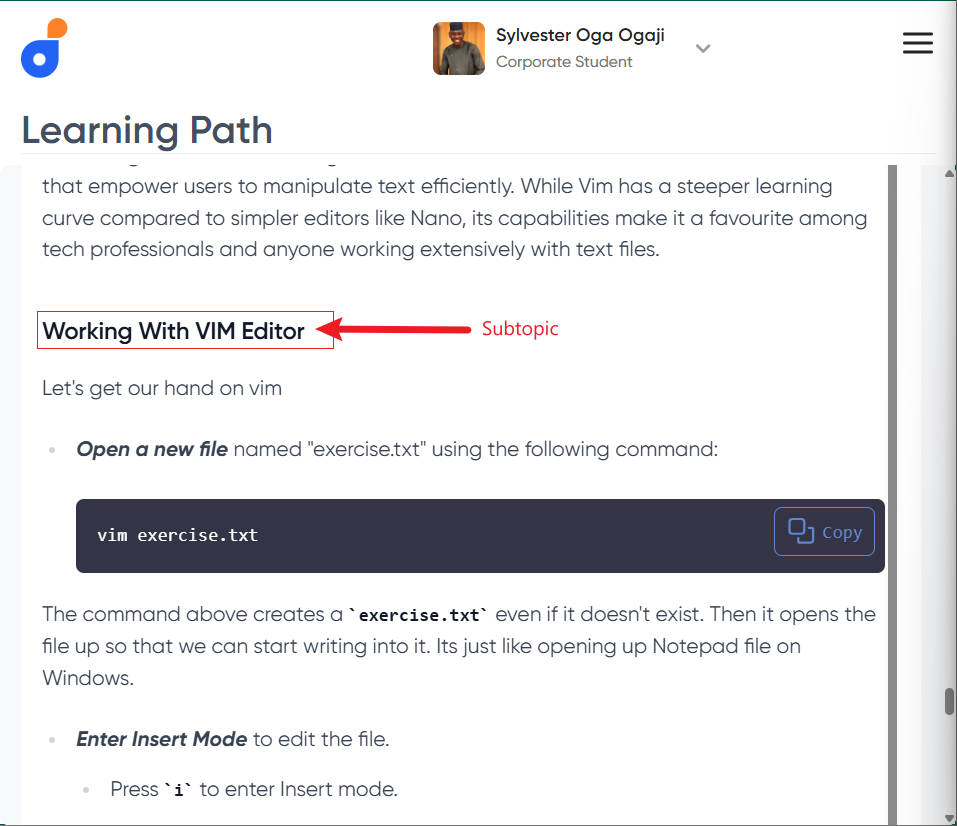 Sylvester Oga Ogaji
Corporate Student
Learning Path
that empower users to manipulate text efficiently. While Vim has a steeper learning
curve compared to simpler editors like Nano, its capabilities make it a favourite among
tech professionals and anyone working extensively with text files.
Working With VIM Editor
Subtopic
Let's get our hand on vim
Open a new file named "exercise.txt" using the following command:
vim exercise.txt
Copy
The command above creates a `exercise.txt` even if it doesn't exist. Then it opens the
file up so that we can start writing into it. Its just like opening up Notepad file on
Windows.
Enter Insert Mode to edit the file.
Press `i` to enter Insert mode.